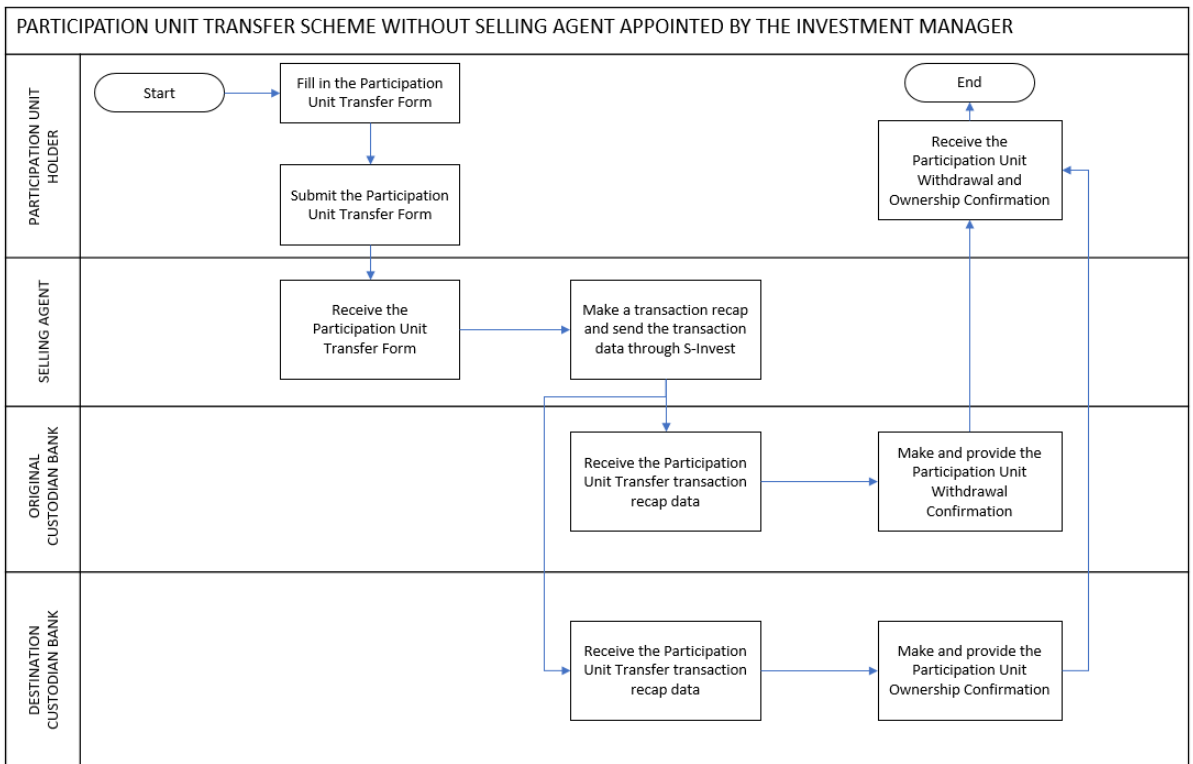 PARTICIPATION UNIT TRANSFER SCHEME WITHOUT SELLING AGENT APPOINTED BY THE INVESTMENT MANAGER
PARTICIPATION UNIT
HOLDER
Start
Fill in the Participation
Unit Transfer Form
End
Submit the Participation
Unit Transfer Form
Receive the
Participation Unit
Withdrawal and
Ownership Confirmation
SELLING AGENT
Receive the
Participation Unit
Transfer Form
Make a transaction recap
and send the transaction
data through S-Invest
ORIGINAL
CUSTODIAN BANK
Receive the Participation
Unit Transfer transaction
recap data
Make and provide the
Participation Unit
Withdrawal
Confirmation
DESTINATION
CUSTODIAN BANK
Receive the Participation
Unit Transfer transaction
recap data
Make and provide the
Participation Unit
Ownership Confirmation